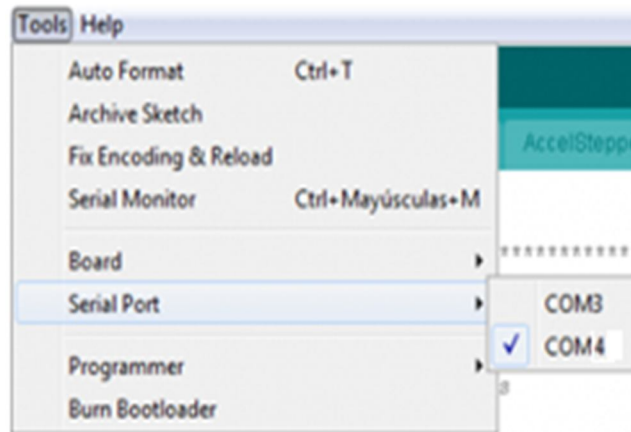 Tools Help
Auto Format Ctrl+T
Archive Sketch
Fix Encoding & Reload
Serial Monitor Ctrl+Mayúsculas+M
Board
Serial Port
Programmer
Burn Bootloader
AccelStepp
***********
COM3
COM4